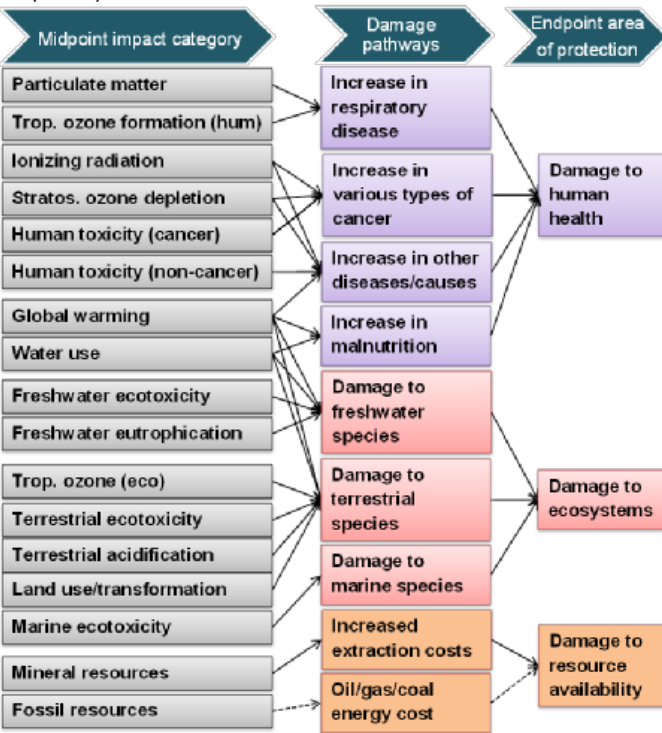 Midpoint impact category
Damage
pathways
Endpoint area
of protection
Particulate matter
Trop. ozone formation (hum)
Ionizing radiation
Stratos. ozone depletion
Human toxicity (cancer)
Human toxicity (non-cancer)
Global warming
Water use
Freshwater ecotoxicity
Freshwater eutrophication
Trop. ozone (eco)
Terrestrial ecotoxicity
Terrestrial acidification
Land use/transformation
Marine ecotoxicity
Mineral resources
Fossil resources
Increase in
respiratory
disease
Increase in
various types of
cancer
Increase in other
diseases/causes
Increase in
malnutrition
Damage to
freshwater
species
Damage to
terrestrial
species
Damage to
marine species
Increased
extraction costs
Oil/gas/coal
energy cost
Damage to
human
health
Damage to
ecosystems
Damage to
resource
availability